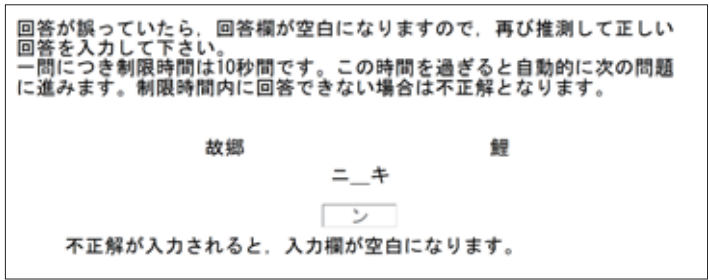 回答が誤っていたら，回答欄が空白になりますので，再び推測して正しい
回答を入力して下さい。
一問につき制限時間は10秒間です。この時間を過ぎると自動的に次の問題
に進みます。制限時間内に回答できない場合は不正解となります。
故郷 鯉
ニ＿キ
ン
不正解が入力されると，入力欄が空白になります。